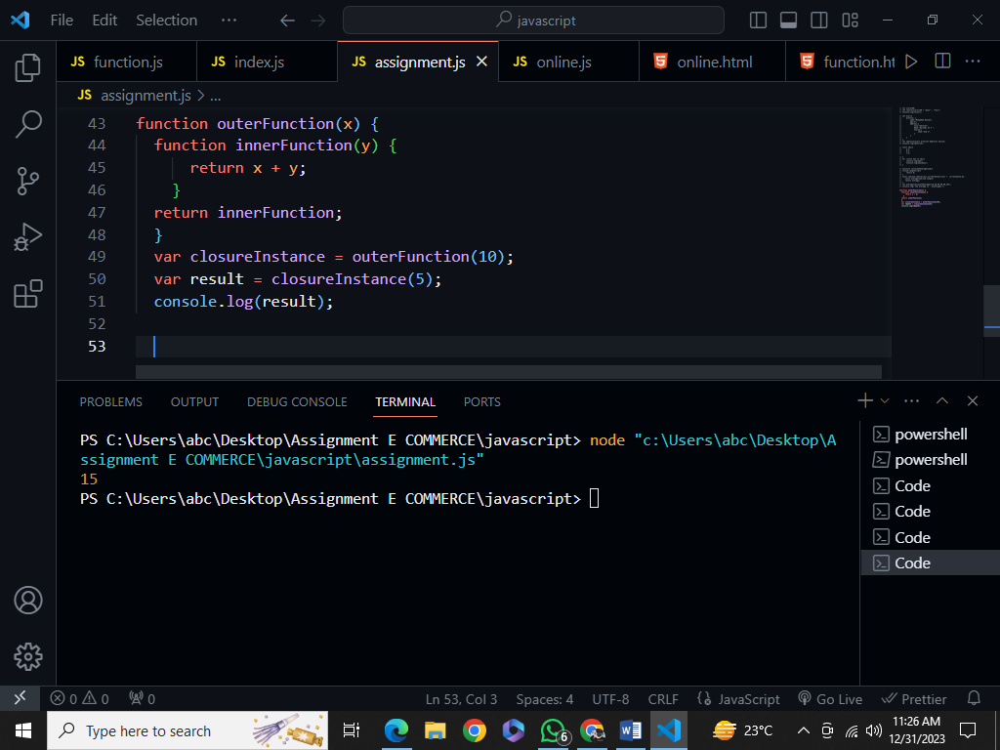 File Edit Selection ··· javascript
JS function.js JS index.js JS assignment.js JS online.js online.html function.ht
JS assignment.js > ...
43 function outerFunction(x) {
44 function innerFunction(y) {
45 return x + y;
46 }
47 return innerFunction;
48 }
49 var closureInstance = outerFunction(10);
50 var result = closureInstance(5);
51 console.log(result);
52
53
PROBLEMS OUTPUT DEBUG CONSOLE TERMINAL PORTS
PS C:\Users\abc\Desktop\Assignment E COMMERCE\javascript> node "c:\Users\abc\Desktop\A
ssignment E COMMERCE\javascript\assignment.js"
15
PS C:\Users\abc\Desktop\Assignment E COMMERCE\javascript>
powershell
powershell
Code
Code
Code
Code
0 0 0 Ln 53, Col 3 Spaces: 4 UTF-8 CRLF JavaScript Go Live Prettier
Type here to search 6 23°C 11:26 AM
12/31/2023